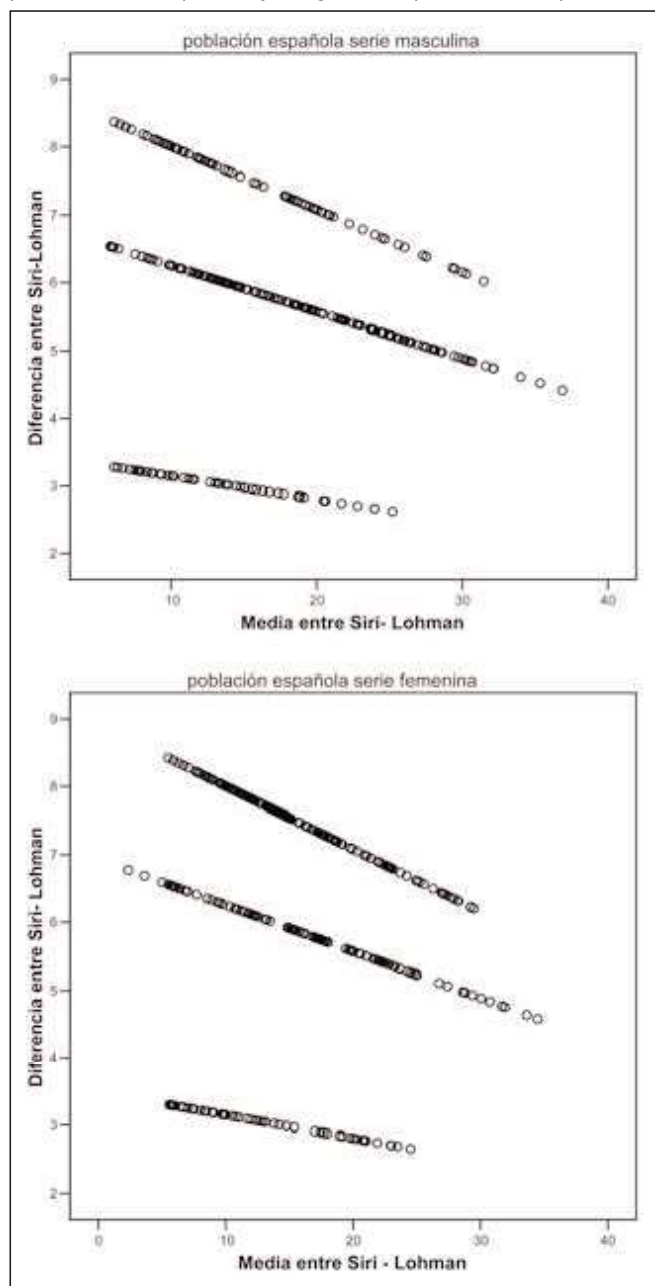 población española serie masculina
9
8
7
6
5
4
3
2
Diferencia entre Siri-Lohman
10 20 30 40
Media entre Siri- Lohman
población española serie femenina
9
8
7
6
5
4
3
2
Diferencia entre Siri- Lohman
0 10 20 30 40
Media entre Siri - Lohman